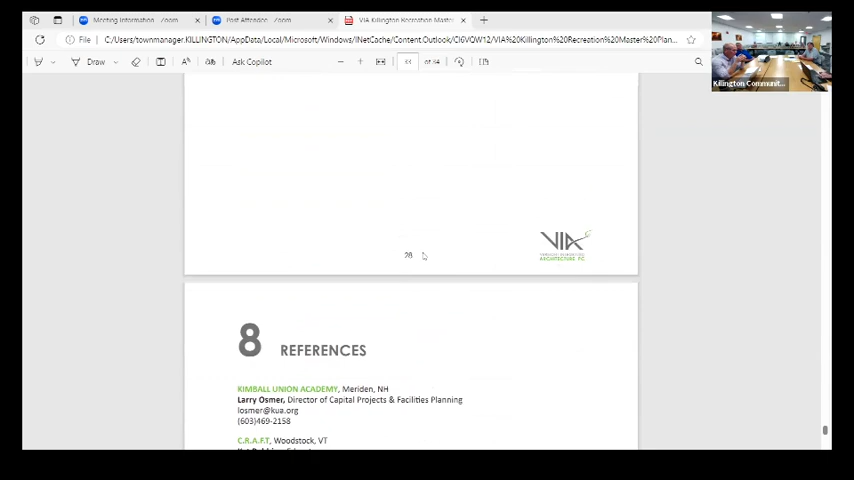 Meeting Information - Zoom
Post Attendee - Zoom
VIA Killington Recreation Master
File
C:/Users/townmanager.KILLINGTON/AppData/Local/Microsoft/Windows/INetCache/Content.Outlook/CI6VQW12/VIA%20Killington%20Recreation%20Master%20Plan...
Draw
Ask Copilot
of 34
Killington Communit...
28
VIA
ARCHITECTURE PC
8 REFERENCES
KIMBALL UNION ACADEMY, Meriden, NH
Larry Osmer, Director of Capital Projects & Facilities Planning
losmer@kua.org
(603)469-2158
C.R.A.F.T, Woodstock, VT